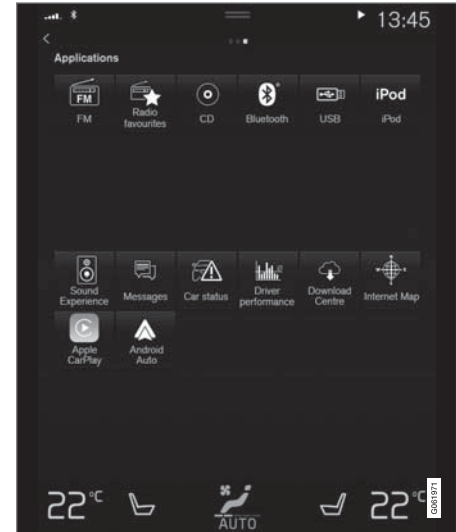 13:45
Applications
FM
iPod
FM
Radio
favourites
CD
Bluetooth
USB
iPod
Sound
Experience
Messages
Car status
Driver
performance
Download
Centre
Internet Map
Apple
CarPlay
Android
Auto
22°C
22°C
AUTO
G061971